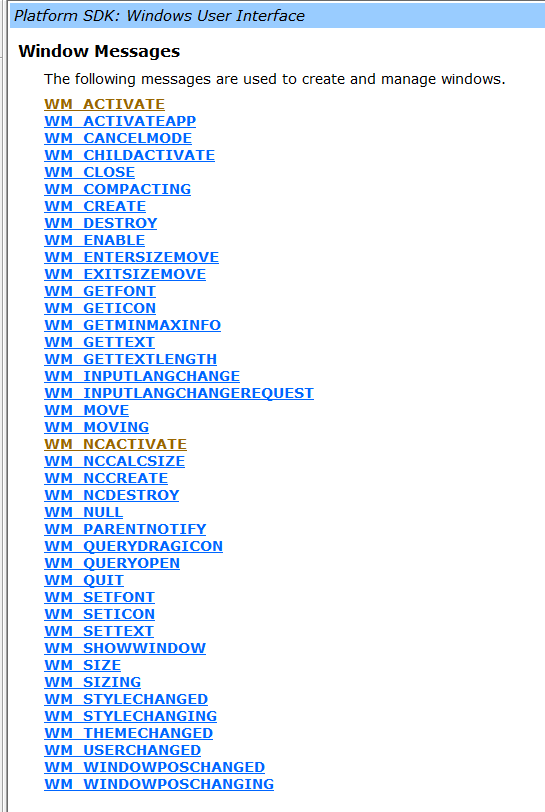 Platform SDK: Windows User Interface
Window Messages
The following messages are used to create and manage windows.
WM_ACTIVATE
WM_ACTIVATEAPP
WM_CANCELMODE
WM_CHILDACTIVATE
WM_CLOSE
WM_COMPACTING
WM_CREATE
WM_DESTROY
WM_ENABLE
WM_ENTERSIZEMOVE
WM_EXITSIZEMOVE
WM_GETFONT
WM_GETICON
WM_GETMINMAXINFO
WM_GETTEXT
WM_GETTEXTLENGTH
WM_INPUTLANGCHANGE
WM_INPUTLANGCHANGEREQUEST
WM_MOVE
WM_MOVING
WM_NCACTIVATE
WM_NCCALCSIZE
WM_NCCREATE
WM_NCDESTROY
WM_NULL
WM_PARENTNOTIFY
WM_QUERYDRAGICON
WM_QUERYOPEN
WM_QUIT
WM_SETFONT
WM_SETICON
WM_SETTEXT
WM_SHOWWINDOW
WM_SIZE
WM_SIZING
WM_STYLECHANGED
WM_STYLECHANGING
WM_THEMECHANGED
WM_USERCHANGED
WM_WINDOWPOSCHANGED
WM_WINDOWPOSCHANGING